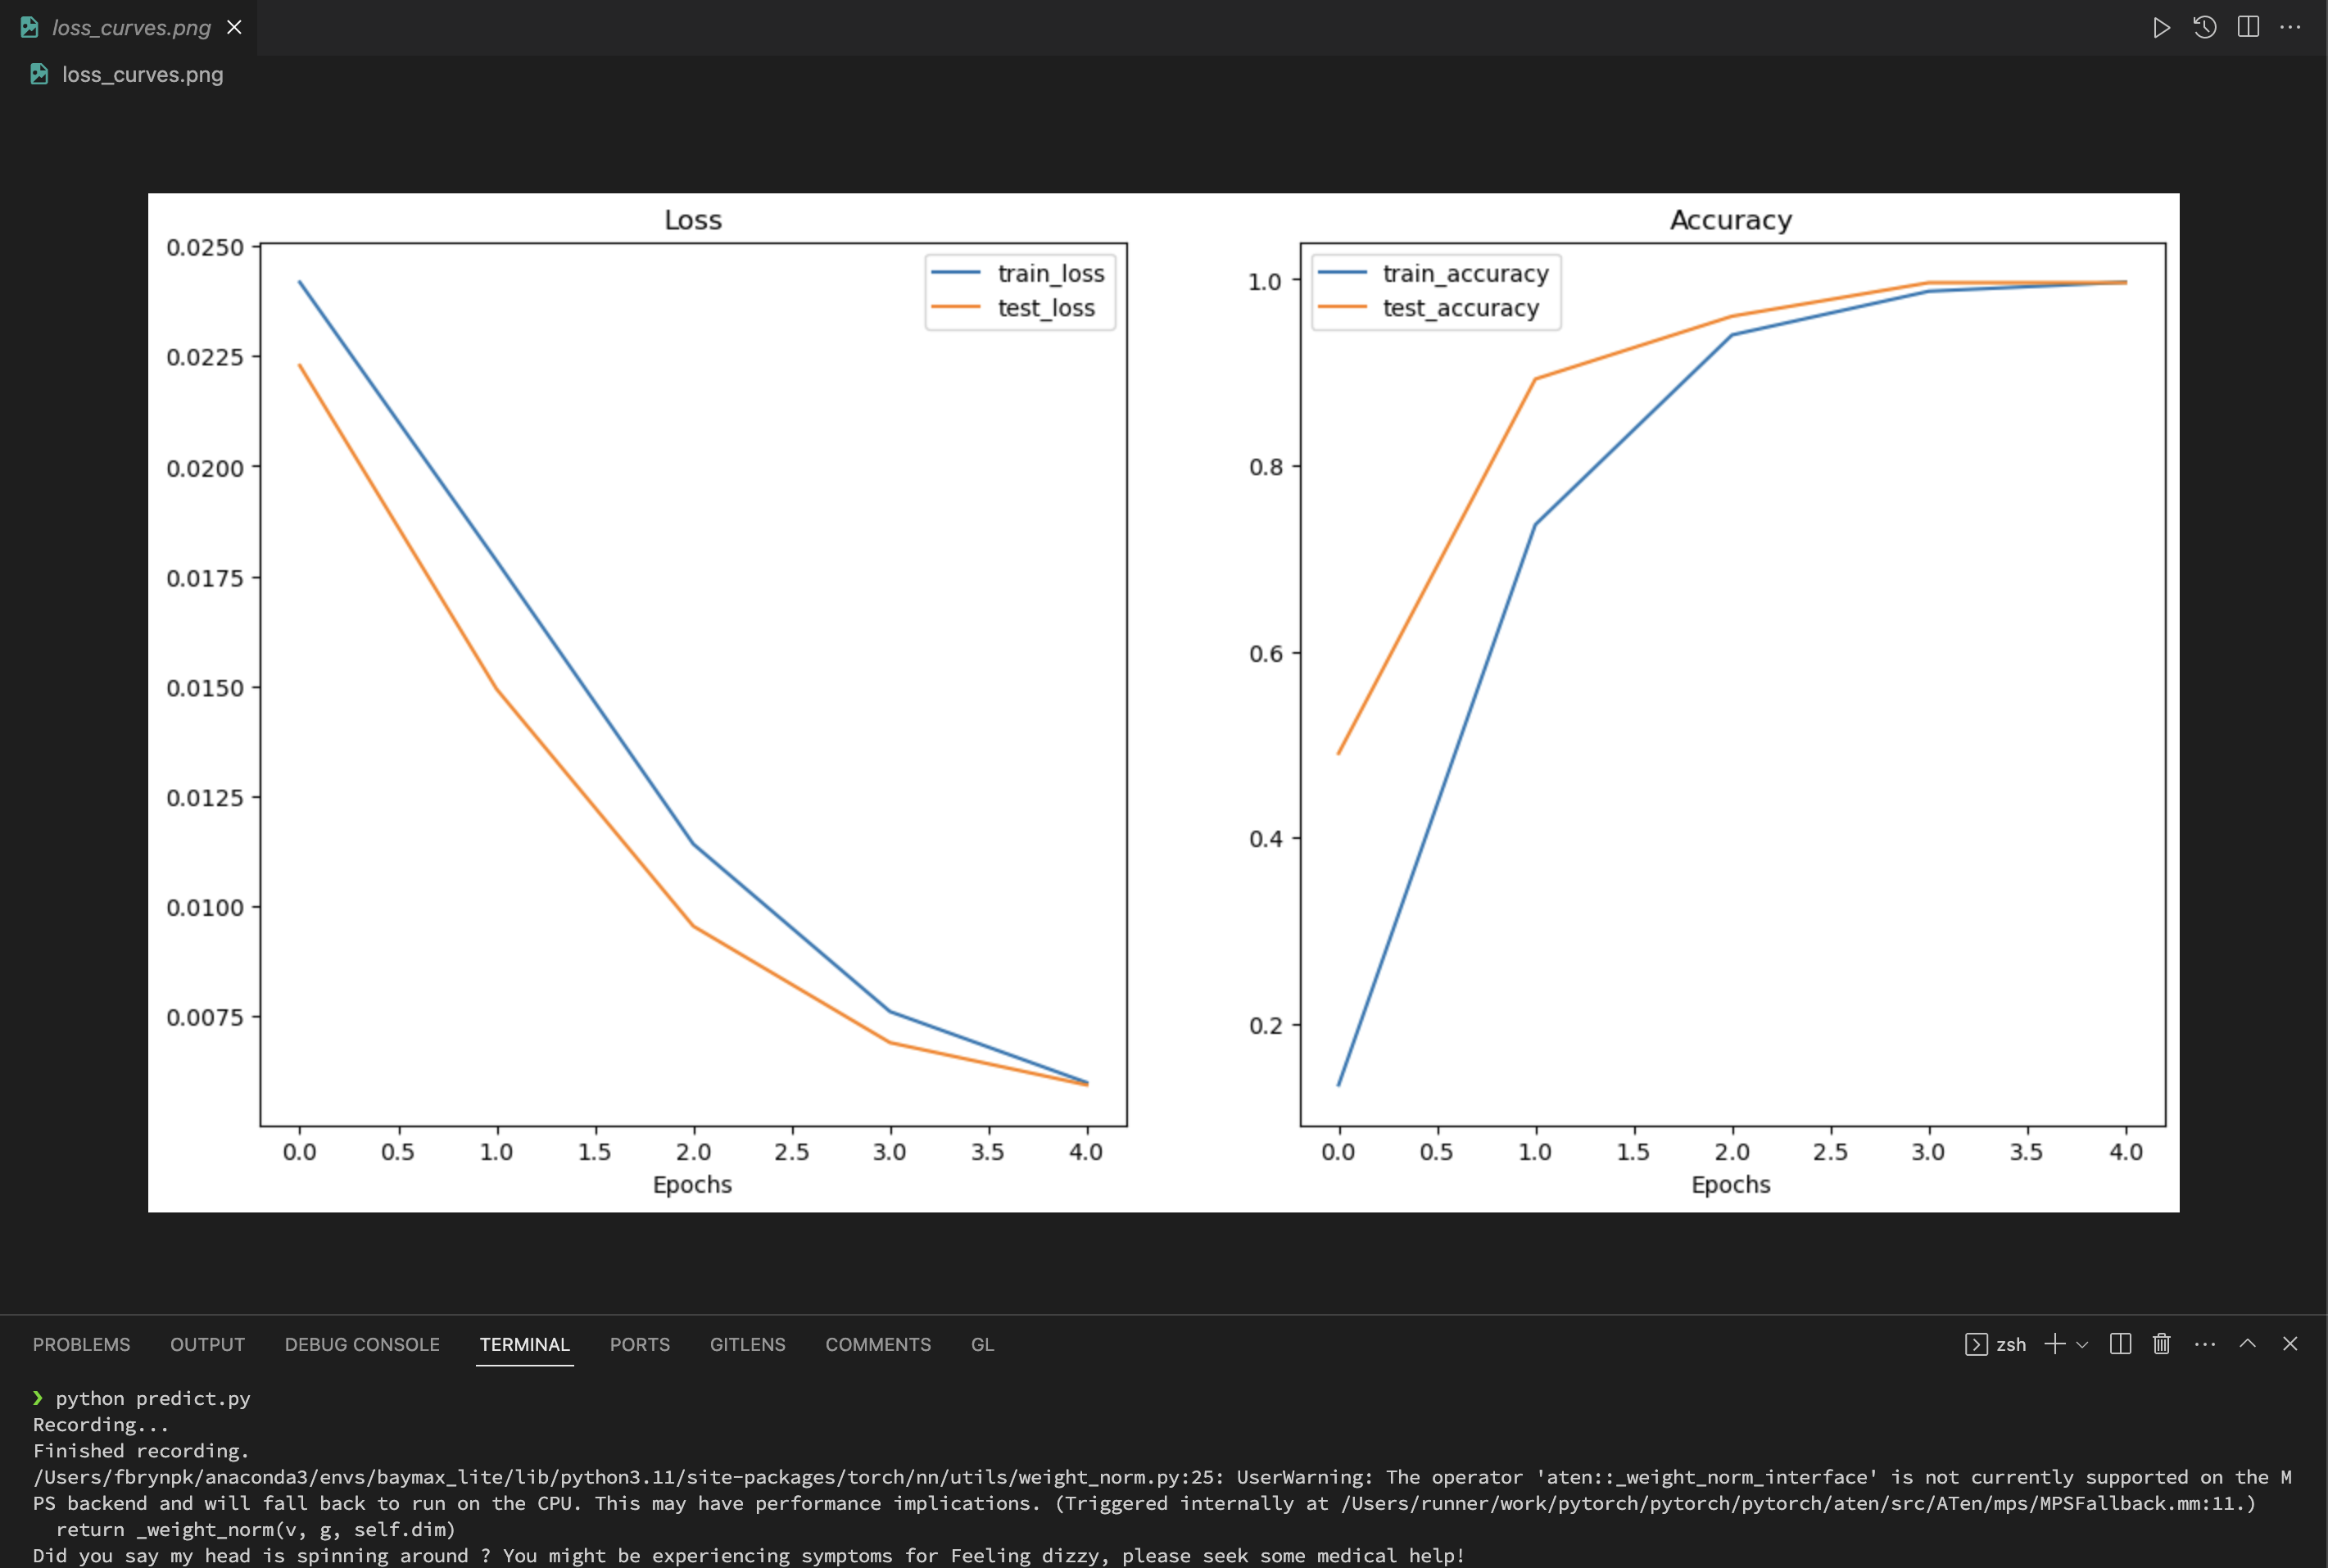 loss_curves.png
loss_curves.png
Loss
0.0250
0.0225
0.0200
0.0175
0.0150
0.0125
0.0100
0.0075
train_loss
test_loss
0.0 0.5 1.0 1.5 2.0 2.5 3.0 3.5 4.0
Epochs
Accuracy
1.0
0.8
0.6
0.4
0.2
train_accuracy
test_accuracy
0.0 0.5 1.0 1.5 2.0 2.5 3.0 3.5 4.0
Epochs
PROBLEMS OUTPUT DEBUG CONSOLE TERMINAL PORTS GITLENS COMMENTS GL zsh
❯ python predict.py
Recording...
Finished recording.
/Users/fbrynpk/anaconda3/envs/baymax_lite/lib/python3.11/site-packages/torch/nn/utils/weight_norm.py:25: UserWarning: The operator 'aten::_weight_norm_interface' is not currently supported on the M
PS backend and will fall back to run on the CPU. This may have performance implications. (Triggered internally at /Users/runner/work/pytorch/pytorch/pytorch/aten/src/ATen/mps/MPSFallback.mm:11.)
return _weight_norm(v, g, self.dim)
Did you say my head is spinning around ? You might be experiencing symptoms for Feeling dizzy, please seek some medical help!